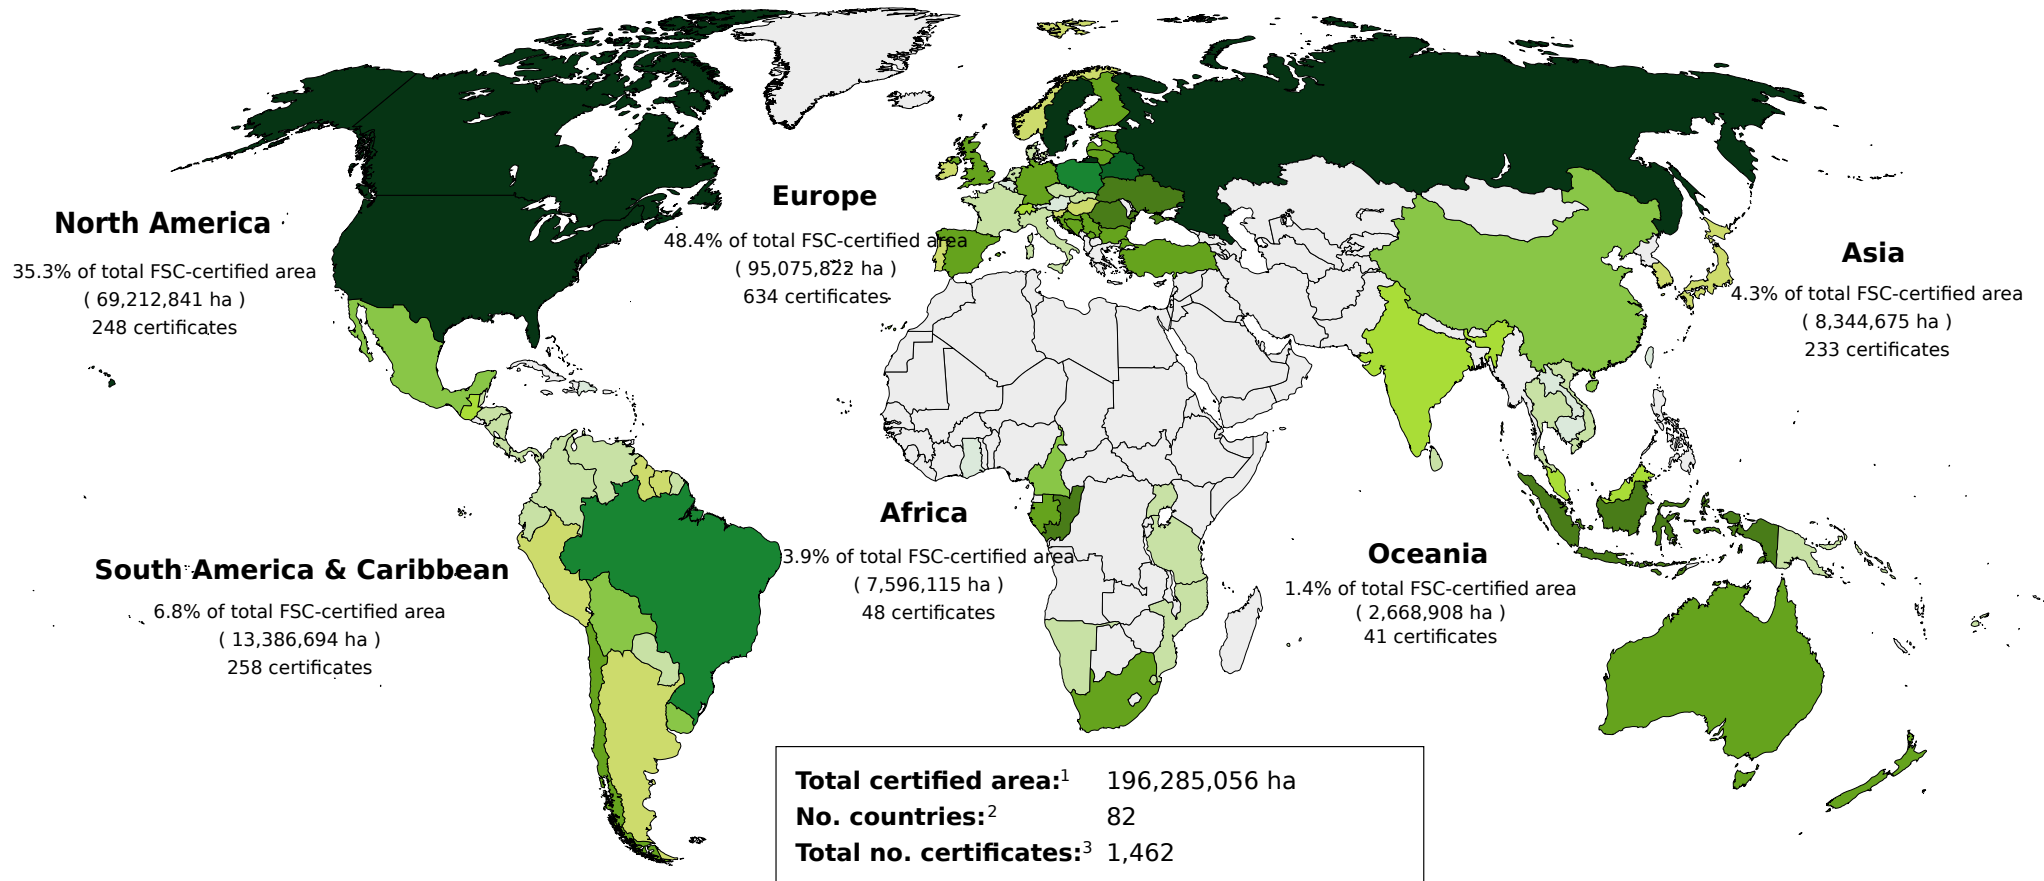 North America
35.3% of total FSC-certified area
( 69,212,841 ha )
248 certificates
Europe
48.4% of total FSC-certified area
( 95,075,822 ha )
634 certificates
Asia
4.3% of total FSC-certified area
( 8,344,675 ha )
233 certificates
South America & Caribbean
6.8% of total FSC-certified area
( 13,386,694 ha )
258 certificates
Africa
3.9% of total FSC-certified area
( 7,596,115 ha )
48 certificates
Oceania
1.4% of total FSC-certified area
( 2,668,908 ha )
41 certificates
Total certified area:¹ 196,285,056 ha
No. countries:² 82
Total no. certificates:³ 1,462